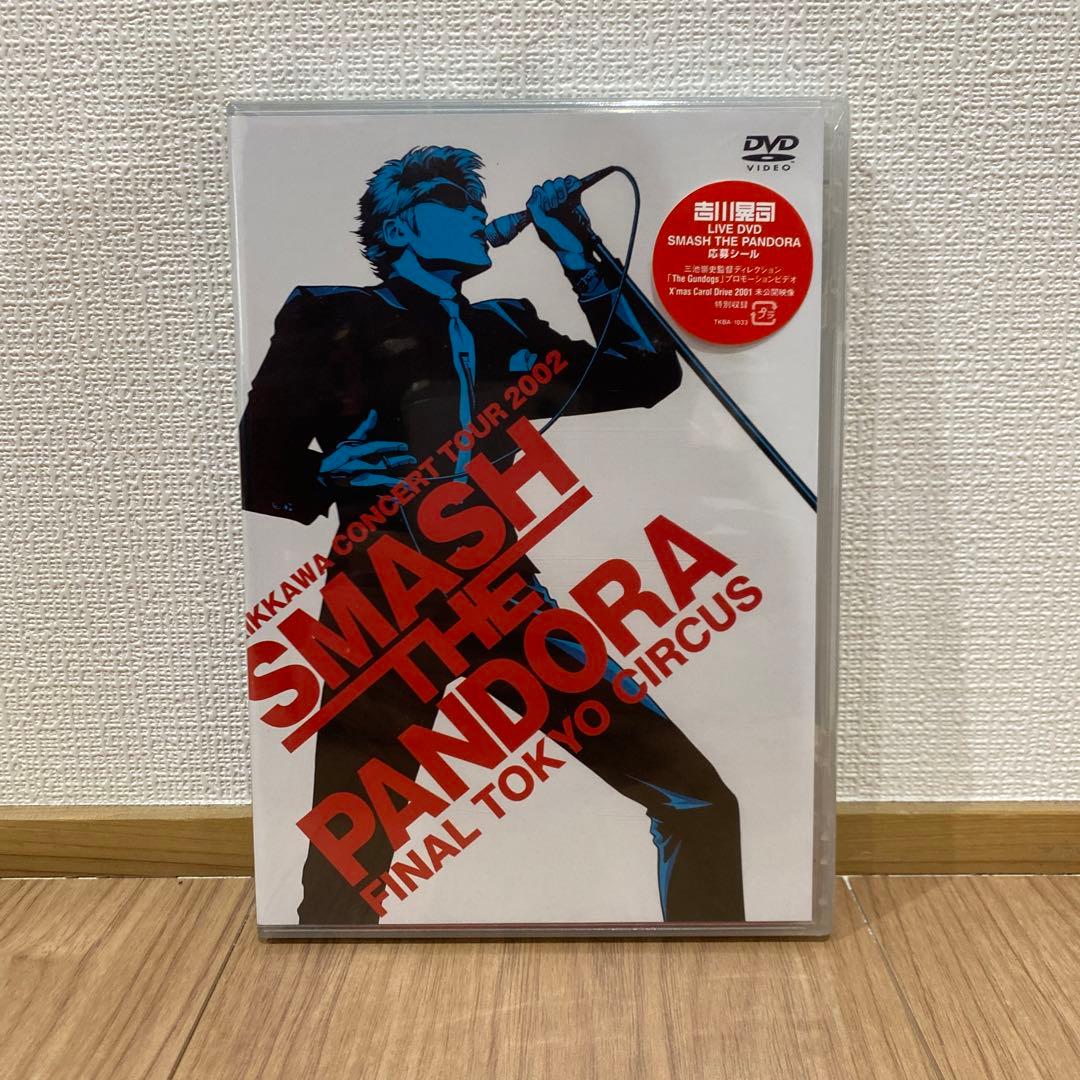 DVD
VIDEO
吉川晃司
LIVE DVD
SMASH THE PANDORA
応募シール
三池崇史監督ディレクション
「The Gundogs」プロモーションビデオ
X'mas Carol Drive 2001 未公開映像
特別収録
TKBA-1033
プラ
IKKAWA CONCERT TOUR 2002
SMASH
THE
PANDORA
FINAL TOKYO CIRCUS